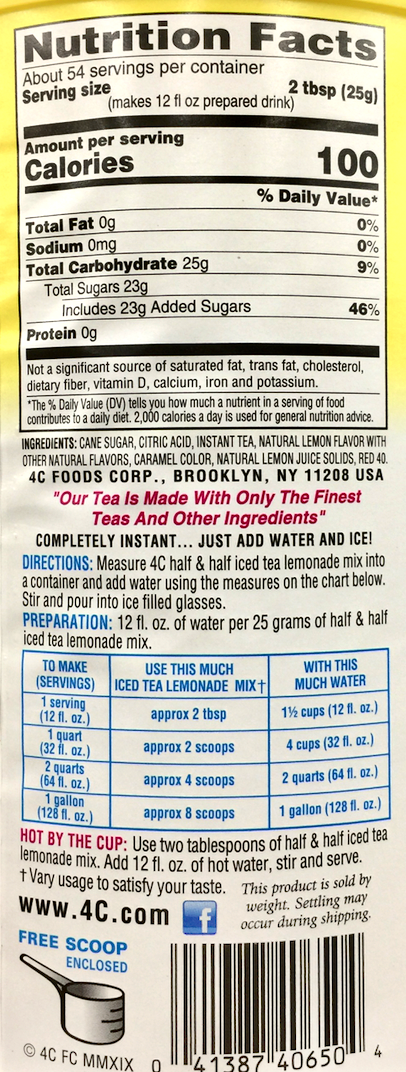 Nutrition Facts
About 54 servings per container
Serving size 2 tbsp (25g)
(makes 12 fl oz prepared drink)
Amount per serving
Calories 100
% Daily Value*
Total Fat 0g 0%
Sodium 0mg 0%
Total Carbohydrate 25g 9%
Total Sugars 23g
Includes 23g Added Sugars 46%
Protein 0g
Not a significant source of saturated fat, trans fat, cholesterol,
dietary fiber, vitamin D, calcium, iron and potassium.
*The % Daily Value (DV) tells you how much a nutrient in a serving of food
contributes to a daily diet. 2,000 calories a day is used for general nutrition advice.
INGREDIENTS: CANE SUGAR, CITRIC ACID, INSTANT TEA, NATURAL LEMON FLAVOR WITH
OTHER NATURAL FLAVORS, CARAMEL COLOR, NATURAL LEMON JUICE SOLIDS, RED 40.
4C FOODS CORP., BROOKLYN, NY 11208 USA
"Our Tea Is Made With Only The Finest
Teas And Other Ingredients"
COMPLETELY INSTANT... JUST ADD WATER AND ICE!
DIRECTIONS: Measure 4C half & half iced tea lemonade mix into
a container and add water using the measures on the chart below.
Stir and pour into ice filled glasses.
PREPARATION: 12 fl. oz. of water per 25 grams of half & half
iced tea lemonade mix.
TO MAKE (SERVINGS) USE THIS MUCH ICED TEA LEMONADE MIX† WITH THIS MUCH WATER
1 serving (12 fl. oz.) approx 2 tbsp 1½ cups (12 fl. oz.)
1 quart (32 fl. oz.) approx 2 scoops 4 cups (32 fl. oz.)
2 quarts (64 fl. oz.) approx 4 scoops 2 quarts (64 fl. oz.)
1 gallon (128 fl. oz.) approx 8 scoops 1 gallon (128 fl. oz.)
HOT BY THE CUP: Use two tablespoons of half & half iced tea
lemonade mix. Add 12 fl. oz. of hot water, stir and serve.
† Vary usage to satisfy your taste.
This product is sold by
weight. Settling may
occur during shipping.
www.4C.com f
FREE SCOOP
ENCLOSED
© 4C FC MMXIX
0 41387 40650 4